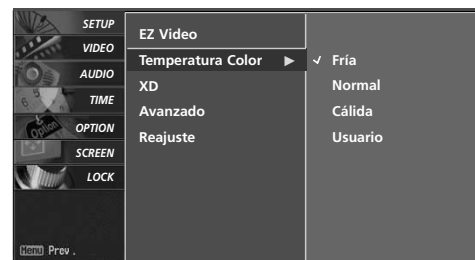 SETUP
VIDEO
AUDIO
TIME
OPTION
SCREEN
LOCK
Option
Menu Prev.
EZ Video
Temperatura Color ▶
XD
Avanzado
Reajuste
✓ Fría
Normal
Cálida
Usuario